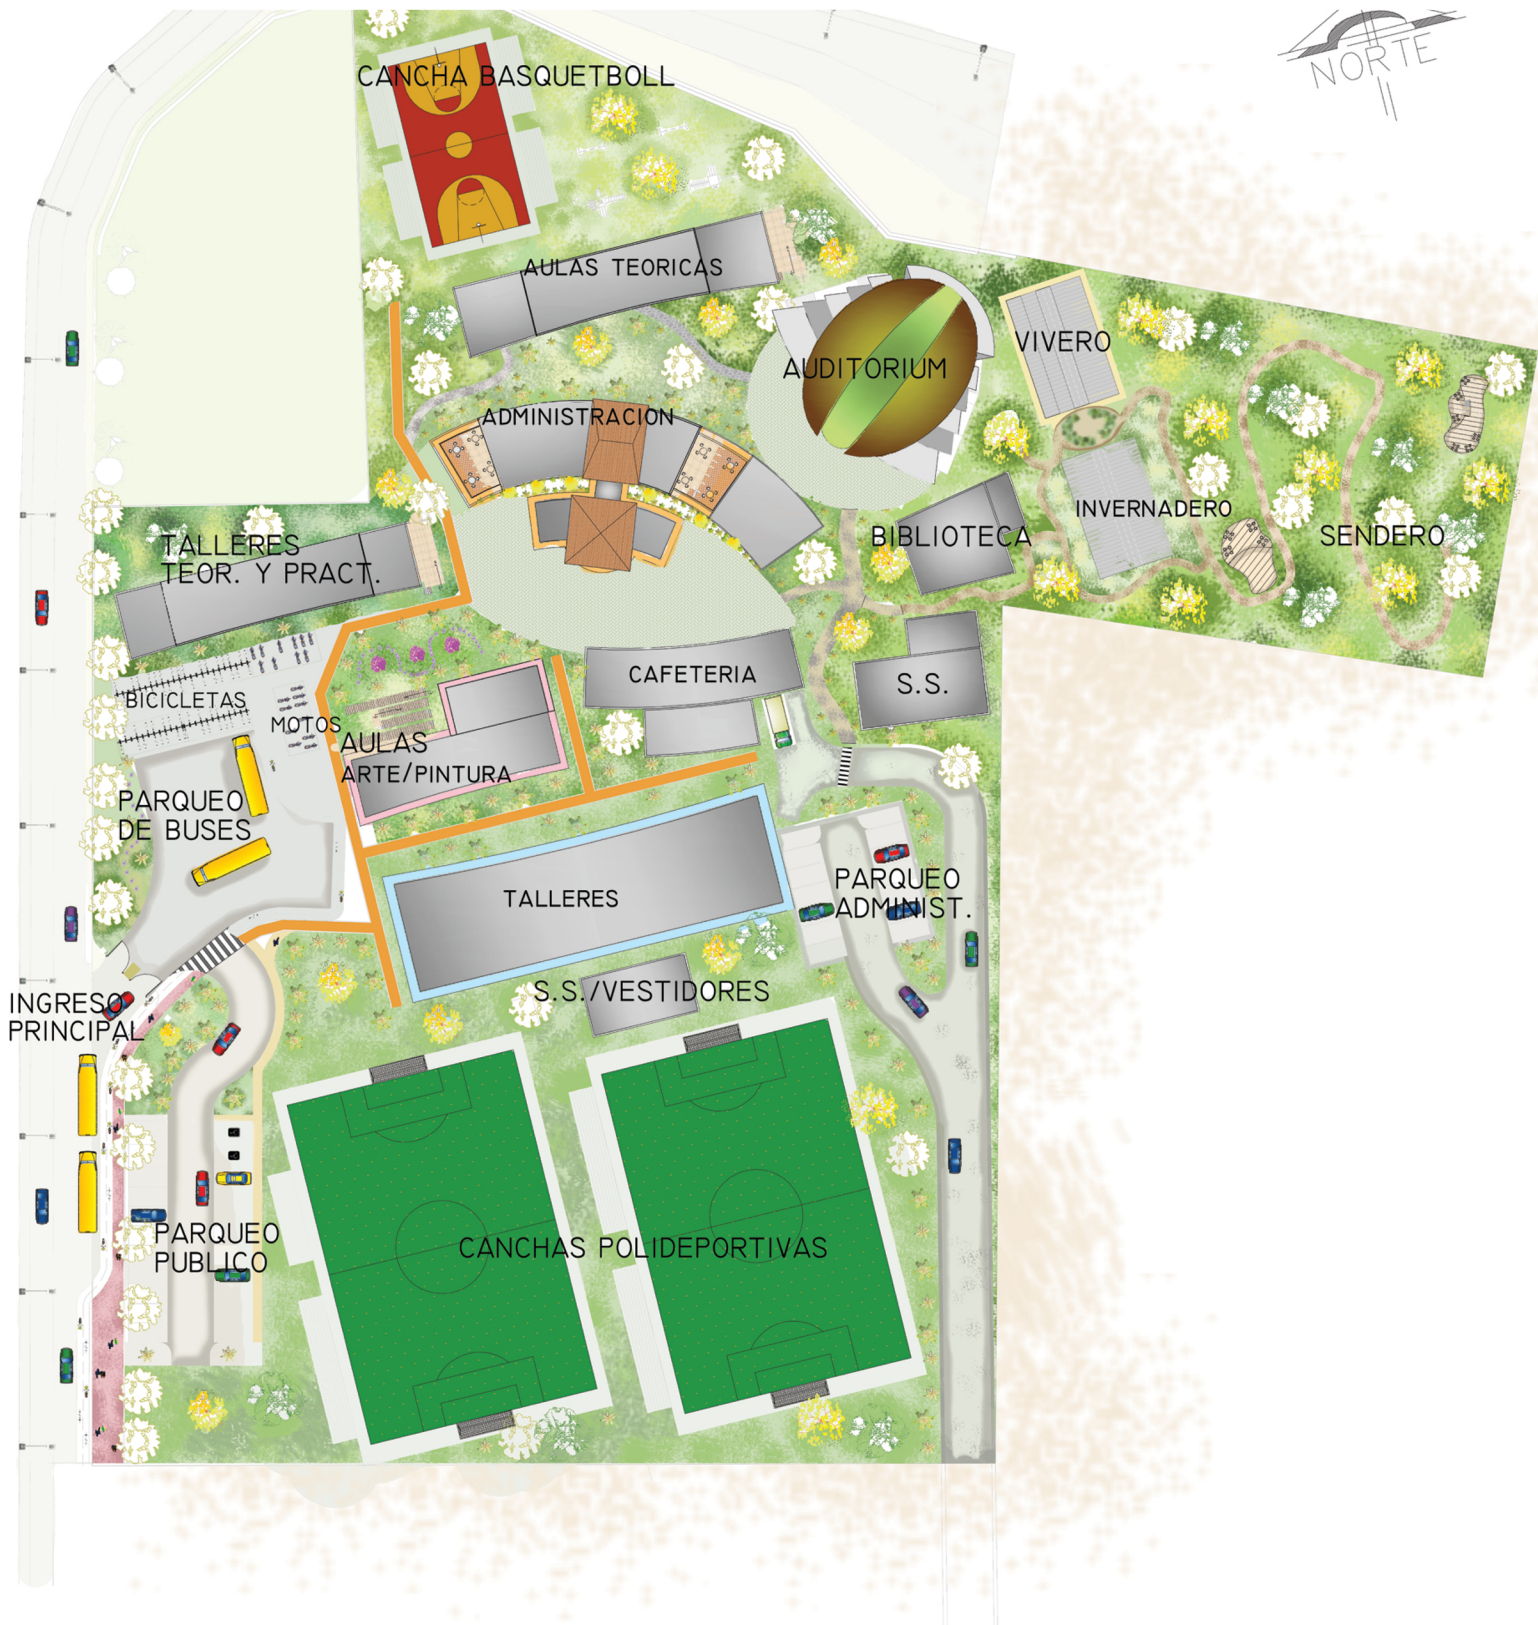 NORTE
CANCHA BASQUETBOLL
AULAS TEORICAS
AUDITORIUM
VIVERO
ADMINISTRACION
INVERNADERO
BIBLIOTECA
SENDERO
TALLERES
TEOR. Y PRACT.
CAFETERIA
S.S.
BICICLETAS
MOTOS
AULAS
ARTE/PINTURA
PARQUEO
DE BUSES
TALLERES
PARQUEO
ADMINIST.
S.S./VESTIDORES
INGRESO
PRINCIPAL
PARQUEO
PUBLICO
CANCHAS POLIDEPORTIVAS